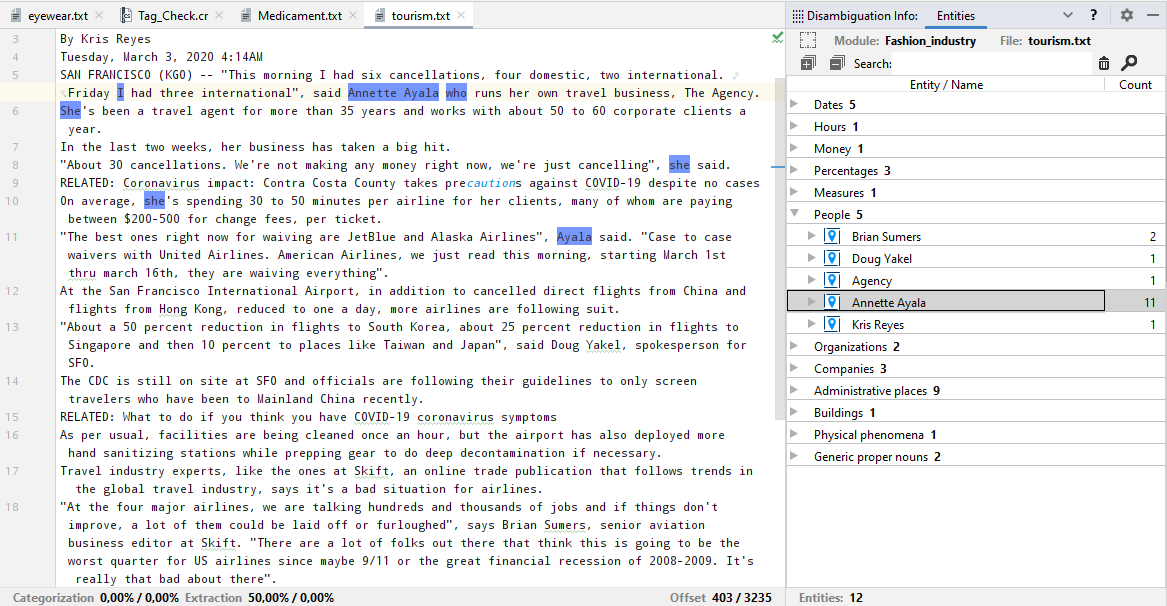 eyewear.txt
Tag_Check.cr
Medicament.txt
tourism.txt
3 By Kris Reyes
4 Tuesday, March 3, 2020 4:14AM
5 SAN FRANCISCO (KGO) -- "This morning I had six cancellations, four domestic, two international.
Friday I had three international", said Annette Ayala who runs her own travel business, The Agency.
6 She's been a travel agent for more than 35 years and works with about 50 to 60 corporate clients a
year.
7 In the last two weeks, her business has taken a big hit.
8 "About 30 cancellations. We're not making any money right now, we're just cancelling", she said.
9 RELATED: Coronavirus impact: Contra Costa County takes precautions against COVID-19 despite no cases
10 On average, she's spending 30 to 50 minutes per airline for her clients, many of whom are paying
between $200-500 for change fees, per ticket.
11 "The best ones right now for waiving are JetBlue and Alaska Airlines", Ayala said. "Case to case
waivers with United Airlines. American Airlines, we just read this morning, starting March 1st
thru march 16th, they are waiving everything".
12 At the San Francisco International Airport, in addition to cancelled direct flights from China and
flights from Hong Kong, reduced to one a day, more airlines are following suit.
13 "About a 50 percent reduction in flights to South Korea, about 25 percent reduction in flights to
Singapore and then 10 percent to places like Taiwan and Japan", said Doug Yakel, spokesperson for
SFO.
14 The CDC is still on site at SFO and officials are following their guidelines to only screen
travelers who have been to Mainland China recently.
15 RELATED: What to do if you think you have COVID-19 coronavirus symptoms
16 As per usual, facilities are being cleaned once an hour, but the airport has also deployed more
hand sanitizing stations while prepping gear to do deep decontamination if necessary.
17 Travel industry experts, like the ones at Skift, an online trade publication that follows trends in
the global travel industry, says it's a bad situation for airlines.
18 "At the four major airlines, we are talking hundreds and thousands of jobs and if things don't
improve, a lot of them could be laid off or furloughed", says Brian Sumers, senior aviation
business editor at Skift. "There are a lot of folks out there that think this is going to be the
worst quarter for US airlines since maybe 9/11 or the great financial recession of 2008-2009. It's
really that bad about there".
Categorization 0,00% / 0,00% Extraction 50,00% / 0,00%
Offset 403 / 3235
Disambiguation Info: Entities
?
Module: Fashion_industry File: tourism.txt
Search:
Entity / Name Count
Dates 5
Hours 1
Money 1
Percentages 3
Measures 1
People 5
Brian Sumers 2
Doug Yakel 1
Agency 1
Annette Ayala 11
Kris Reyes 1
Organizations 2
Companies 3
Administrative places 9
Buildings 1
Physical phenomena 1
Generic proper nouns 2
Entities: 12